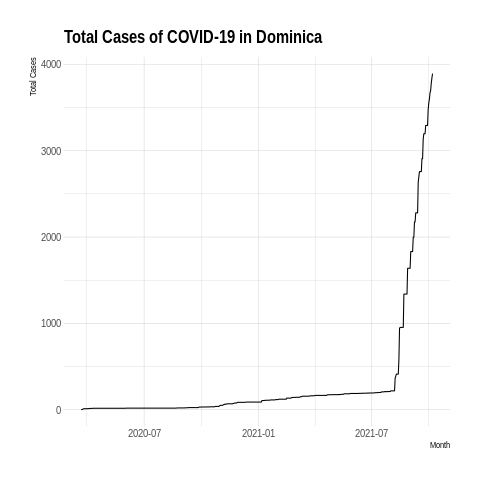 Total Cases of COVID-19 in Dominica
Total Cases
4000
3000
2000
1000
0
2020-07
2021-01
2021-07
Month